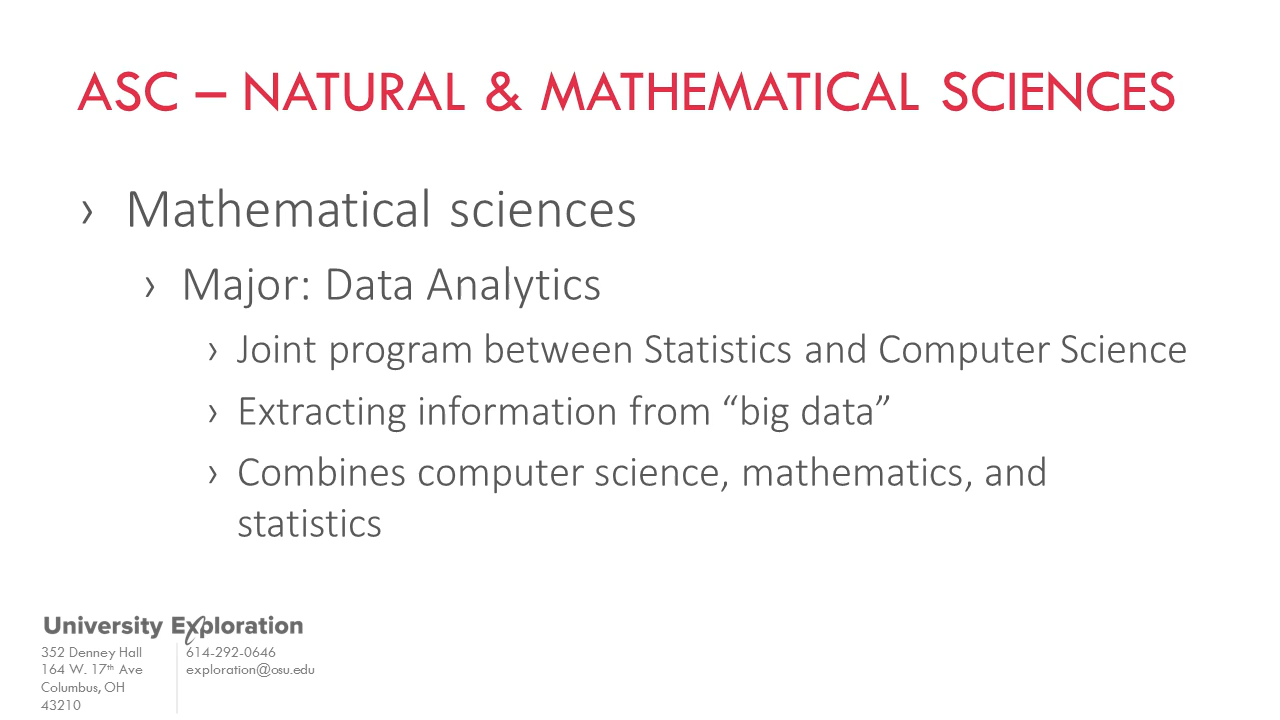 ASC – NATURAL & MATHEMATICAL SCIENCES
› Mathematical sciences
› Major: Data Analytics
› Joint program between Statistics and Computer Science
› Extracting information from “big data”
› Combines computer science, mathematics, and
statistics
University Exploration
352 Denney Hall
164 W. 17th Ave
Columbus, OH
43210
614-292-0646
exploration@osu.edu